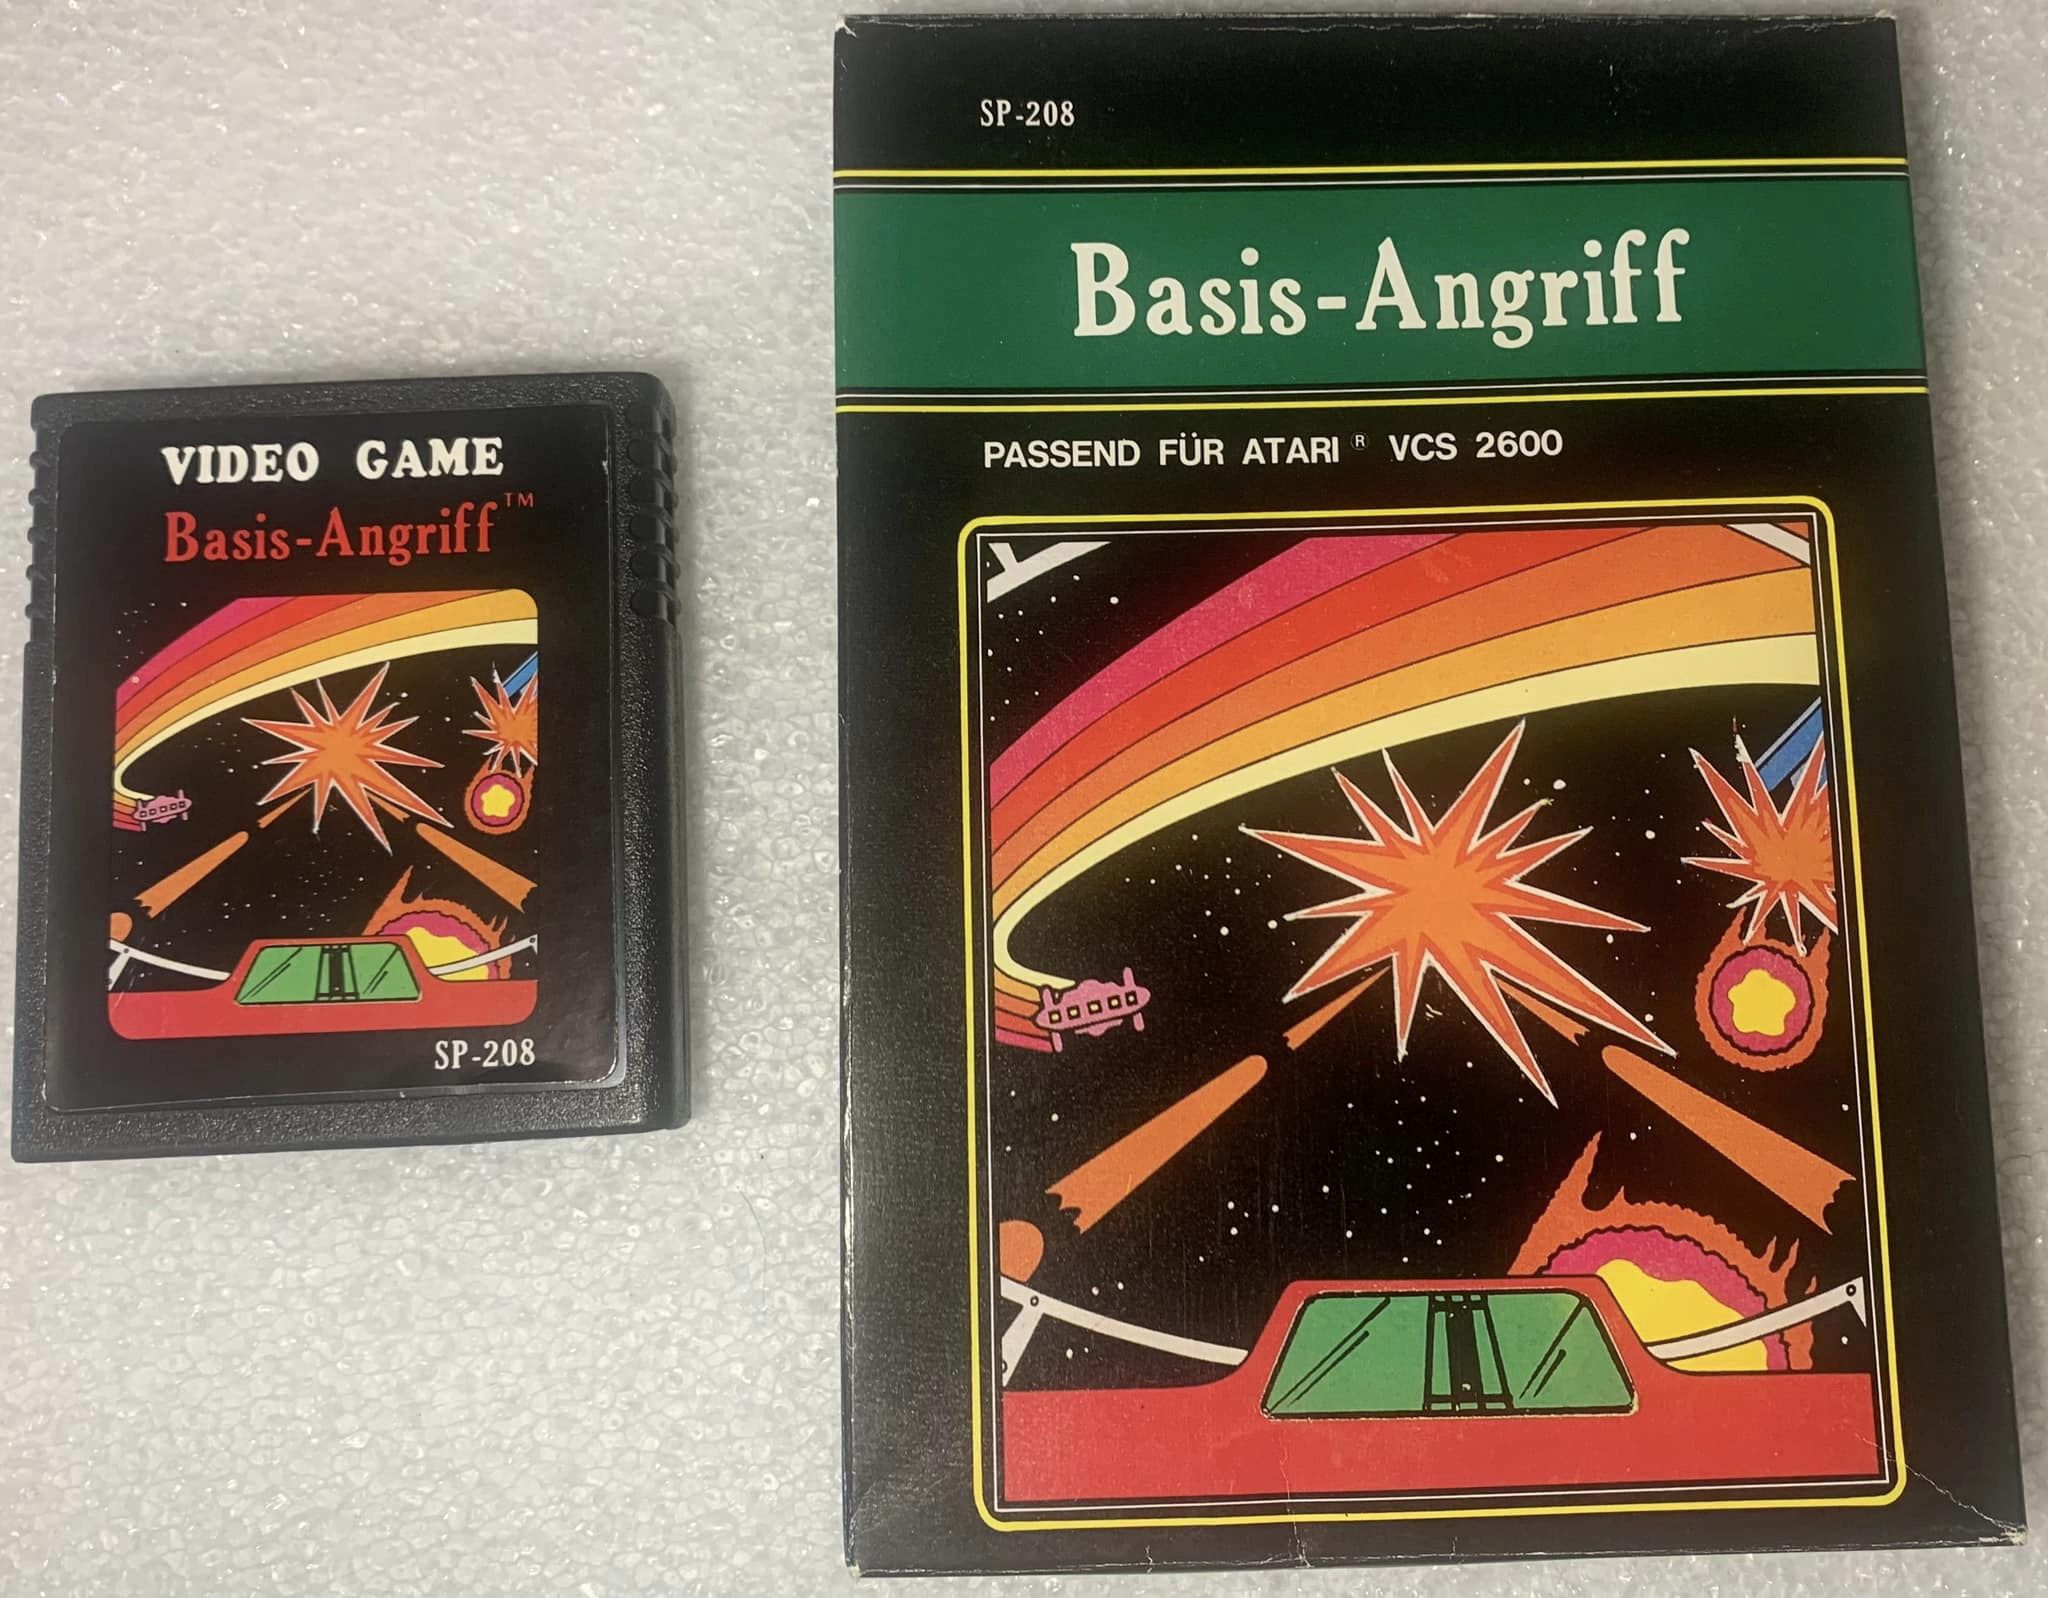 VIDEO GAME
Basis-Angriff™
SP-208
SP-208
Basis-Angriff
PASSEND FÜR ATARI® VCS 2600